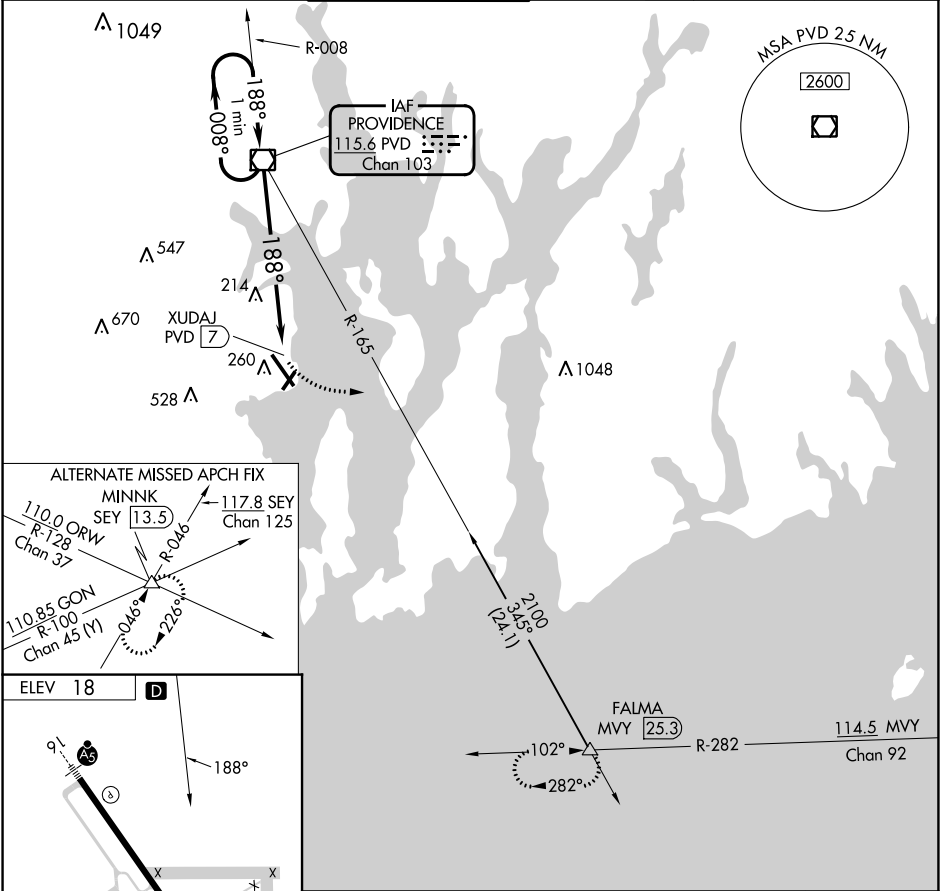 1049
R-008
188°
1 min
008°
IAF
PROVIDENCE
115.6 PVD
Chan 103
MSA PVD 25 NM
2600
188°
547
214
670
XUDAJ
PVD 7
260
528
R-165
1048
ALTERNATE MISSED APCH FIX
MINNK
SEY 13.5
117.8 SEY
Chan 125
R-046
110.0 ORW
R-128
Chan 37
110.85 GON
R-100
Chan 45 (Y)
046°
226°
2100
345°
(24.1)
FALMA
MVY 25.3
102°
282°
R-282
114.5 MVY
Chan 92
ELEV 18
D
188°
16
A5
P
X X
X